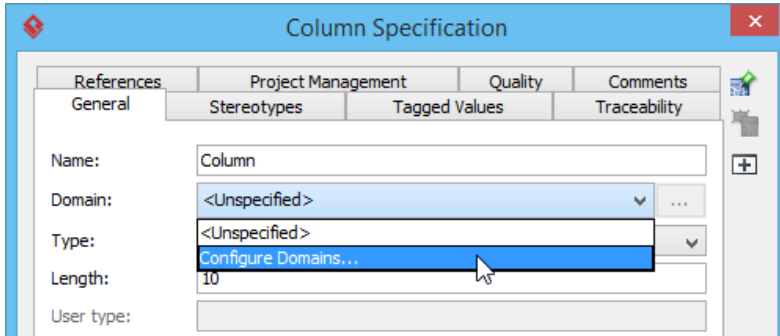 Column Specification
References Project Management Quality Comments
General Stereotypes Tagged Values Traceability
Name: Column
Domain: <Unspecified> ...
<Unspecified>
Type:
Configure Domains...
Length: 10
User type: